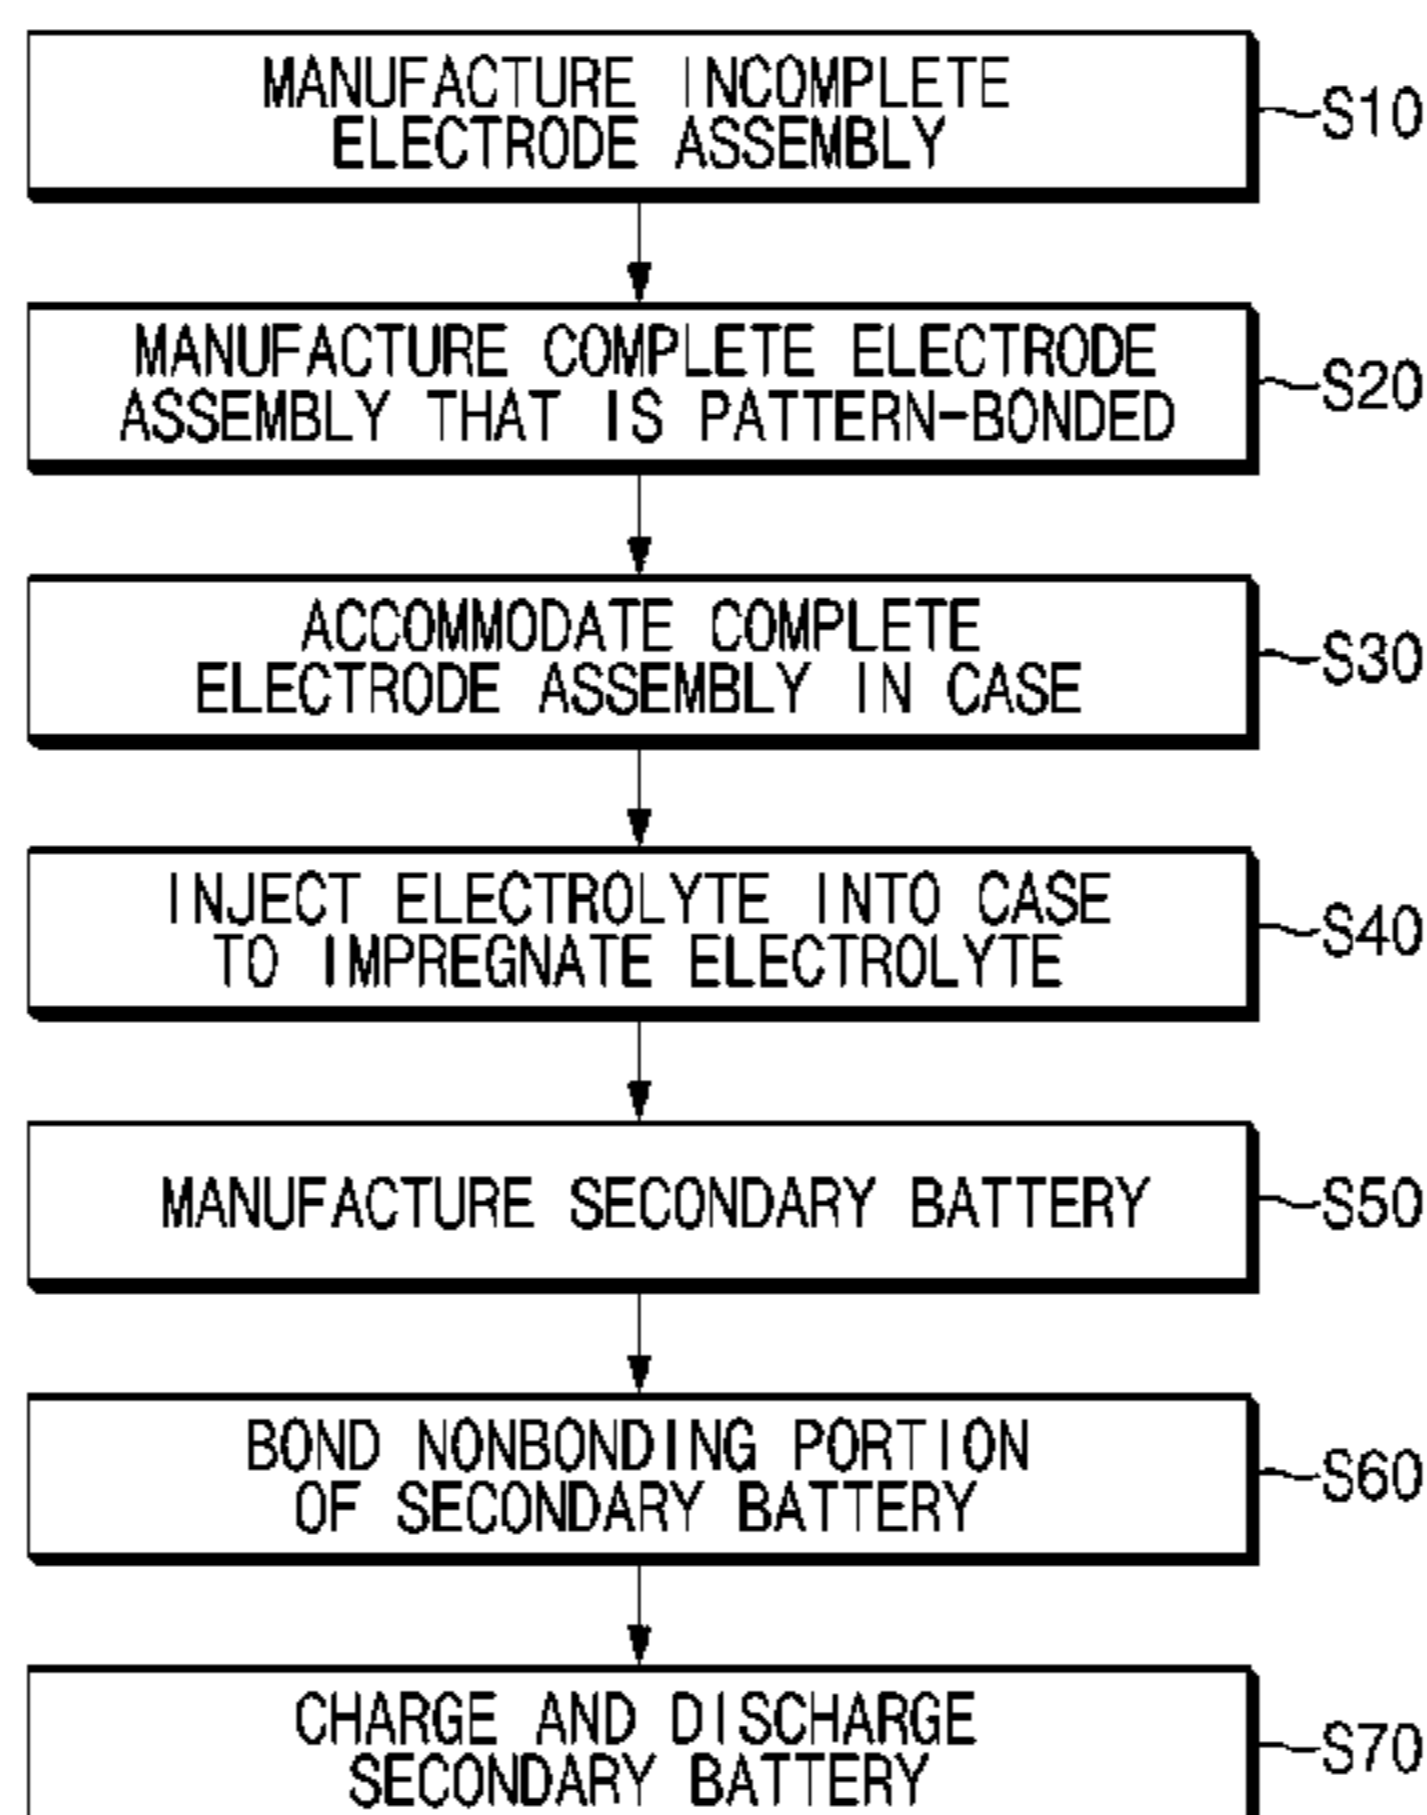 MANUFACTURE INCOMPLETE
ELECTRODE ASSEMBLY
S10
MANUFACTURE COMPLETE ELECTRODE
ASSEMBLY THAT IS PATTERN-BONDED
S20
ACCOMMODATE COMPLETE
ELECTRODE ASSEMBLY IN CASE
S30
INJECT ELECTROLYTE INTO CASE
TO IMPREGNATE ELECTROLYTE
S40
MANUFACTURE SECONDARY BATTERY
S50
BOND NONBONDING PORTION
OF SECONDARY BATTERY
S60
CHARGE AND DISCHARGE
SECONDARY BATTERY
S70